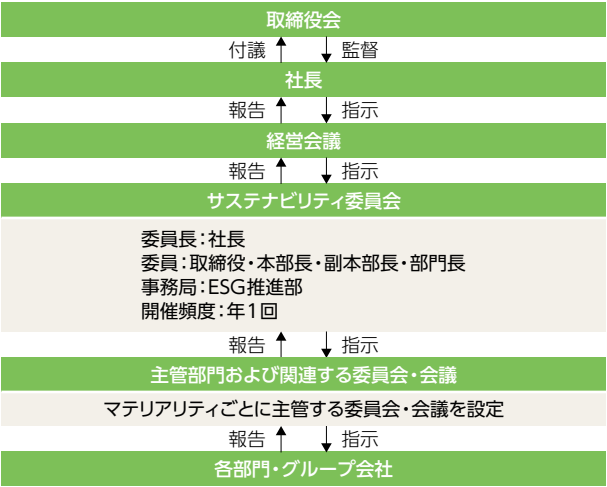 取締役会
付議 監督
社長
報告 指示
経営会議
報告 指示
サステナビリティ委員会
委員長：社長
委員：取締役・本部長・副本部長・部門長
事務局：ESG推進部
開催頻度：年1回
報告 指示
主管部門および関連する委員会・会議
マテリアリティごとに主管する委員会・会議を設定
報告 指示
各部門・グループ会社